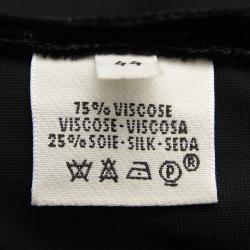 44
75% VISCOSE
VISCOSE-VISCOSA
25% SOIE-SILK-SEDA
P ®